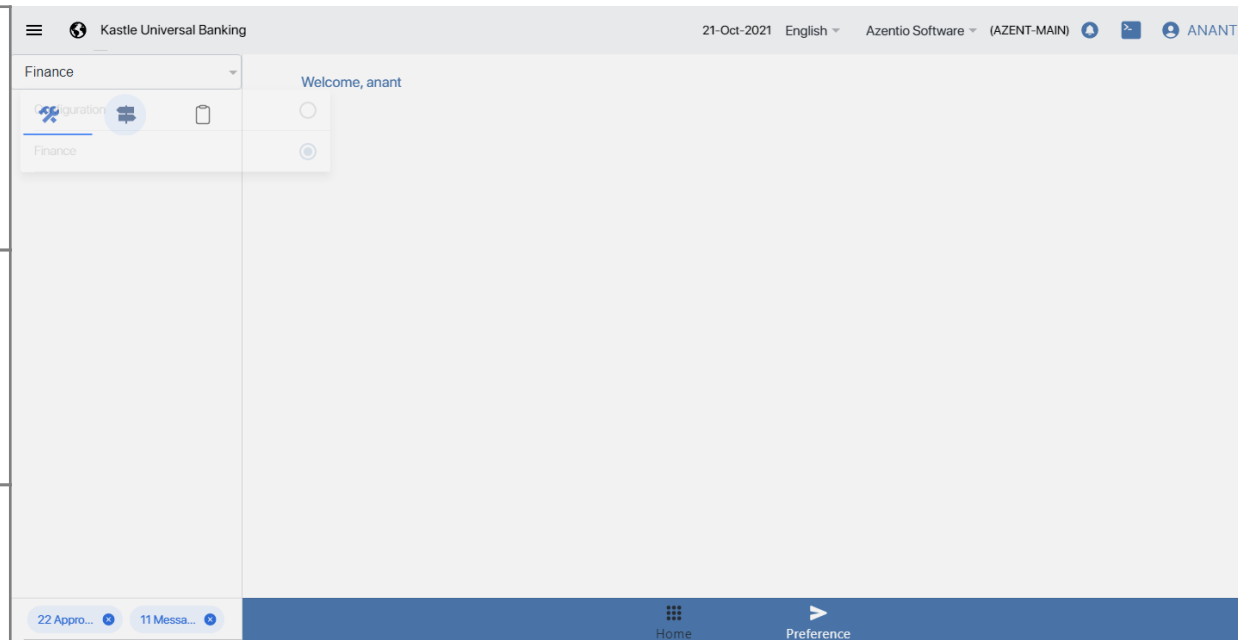 Kastle Universal Banking
21-Oct-2021 English Azentio Software (AZENT-MAIN) ANANT
Finance
Welcome, anant
Configuration
Finance
22 Appro... 11 Messa...
Home Preference